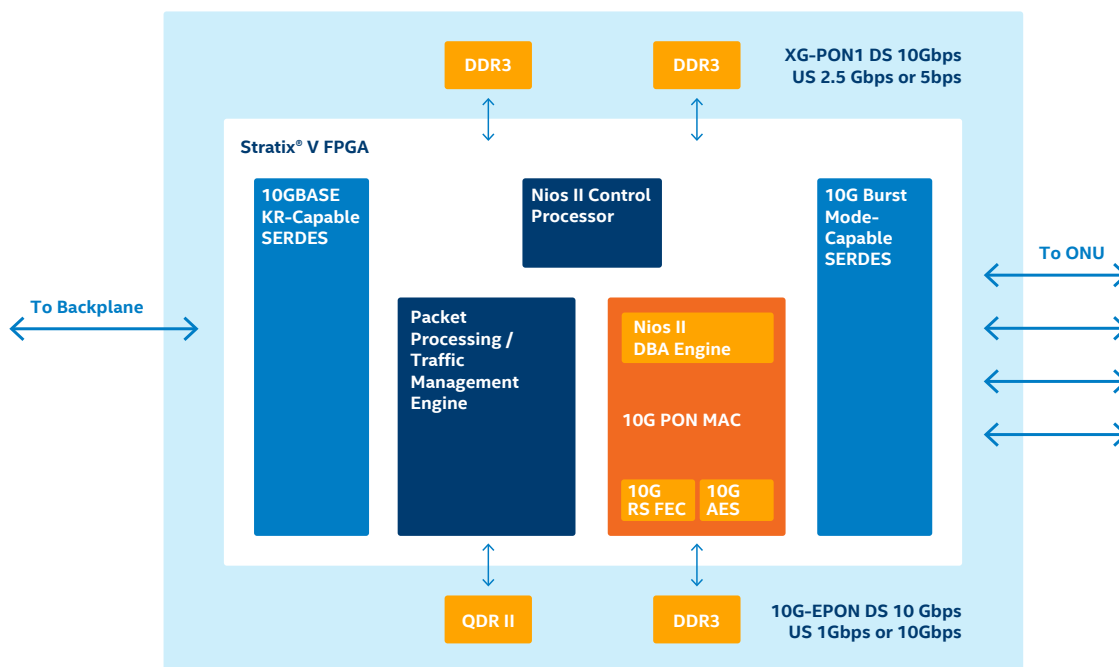 DDR3
DDR3
XG-PON1 DS 10Gbps
US 2.5 Gbps or 5bps
Stratix® V FPGA
10GBASE
KR-Capable
SERDES
Nios II Control
Processor
10G Burst
Mode-
Capable
SERDES
To ONU
To Backplane
Packet
Processing /
Traffic
Management
Engine
Nios II
DBA Engine
10G PON MAC
10G
RS FEC
10G
AES
QDR II
DDR3
10G-EPON DS 10 Gbps
US 1Gbps or 10Gbps